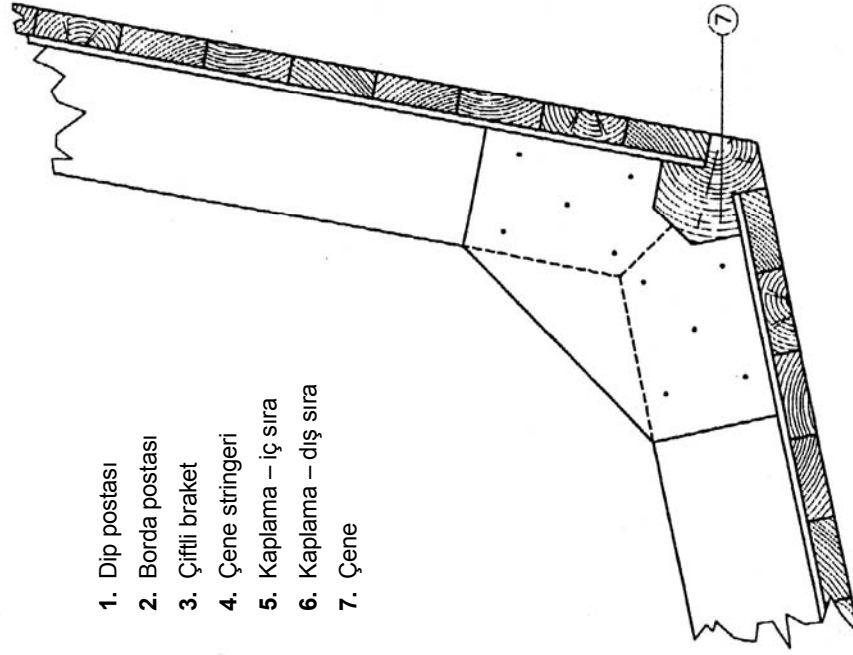 1. Dip postası
2. Borda postası
3. Çiftli braket
4. Çene stringeri
5. Kaplama – iç sıra
6. Kaplama – dış sıra
7. Çene
7